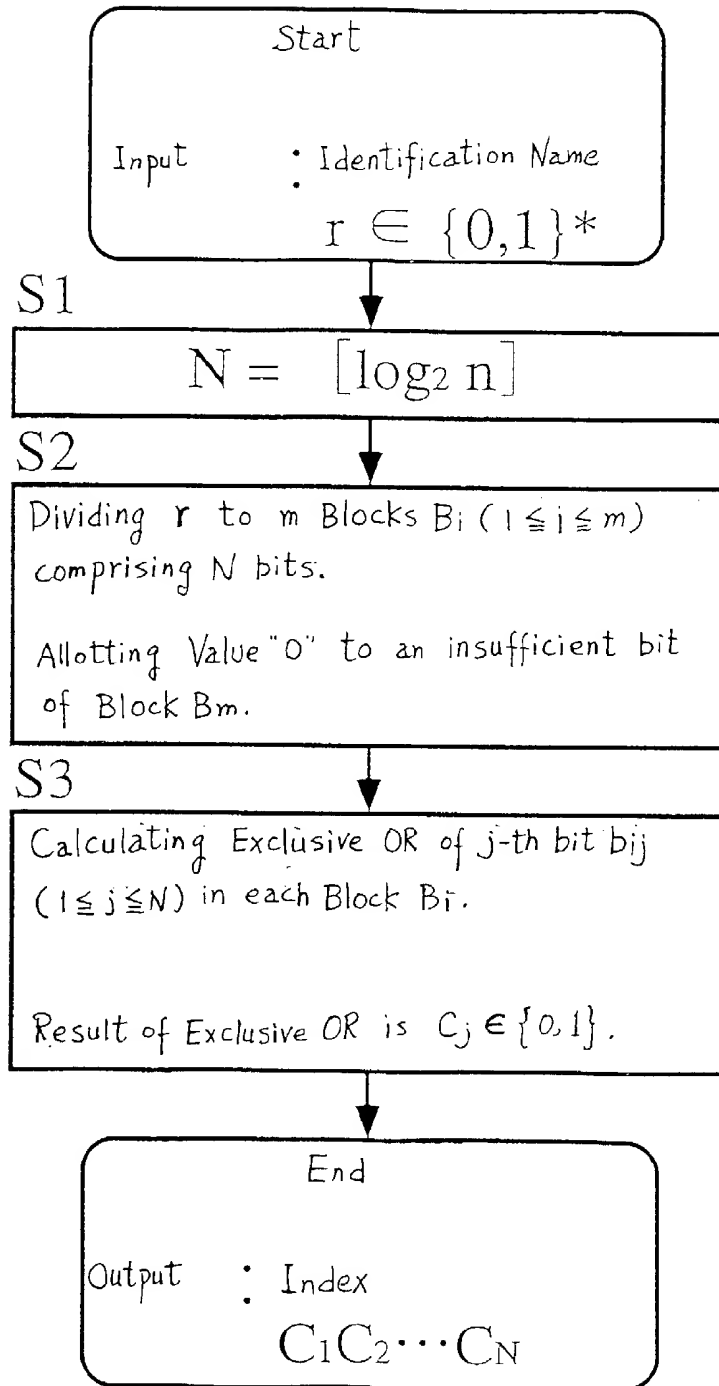 Start
Input : Identification Name
r ∈ {0,1}*
S1
N = [log₂ n]
S2
Dividing r to m Blocks Bi (1≦i≦m)
comprising N bits.
Allotting Value "0" to an insufficient bit
of Block Bm.
S3
Calculating Exclusive OR of j-th bit bij
(1≦j≦N) in each Block Bi.
Result of Exclusive OR is Cj ∈ {0,1}.
End
Output : Index
C₁C₂⋯CN